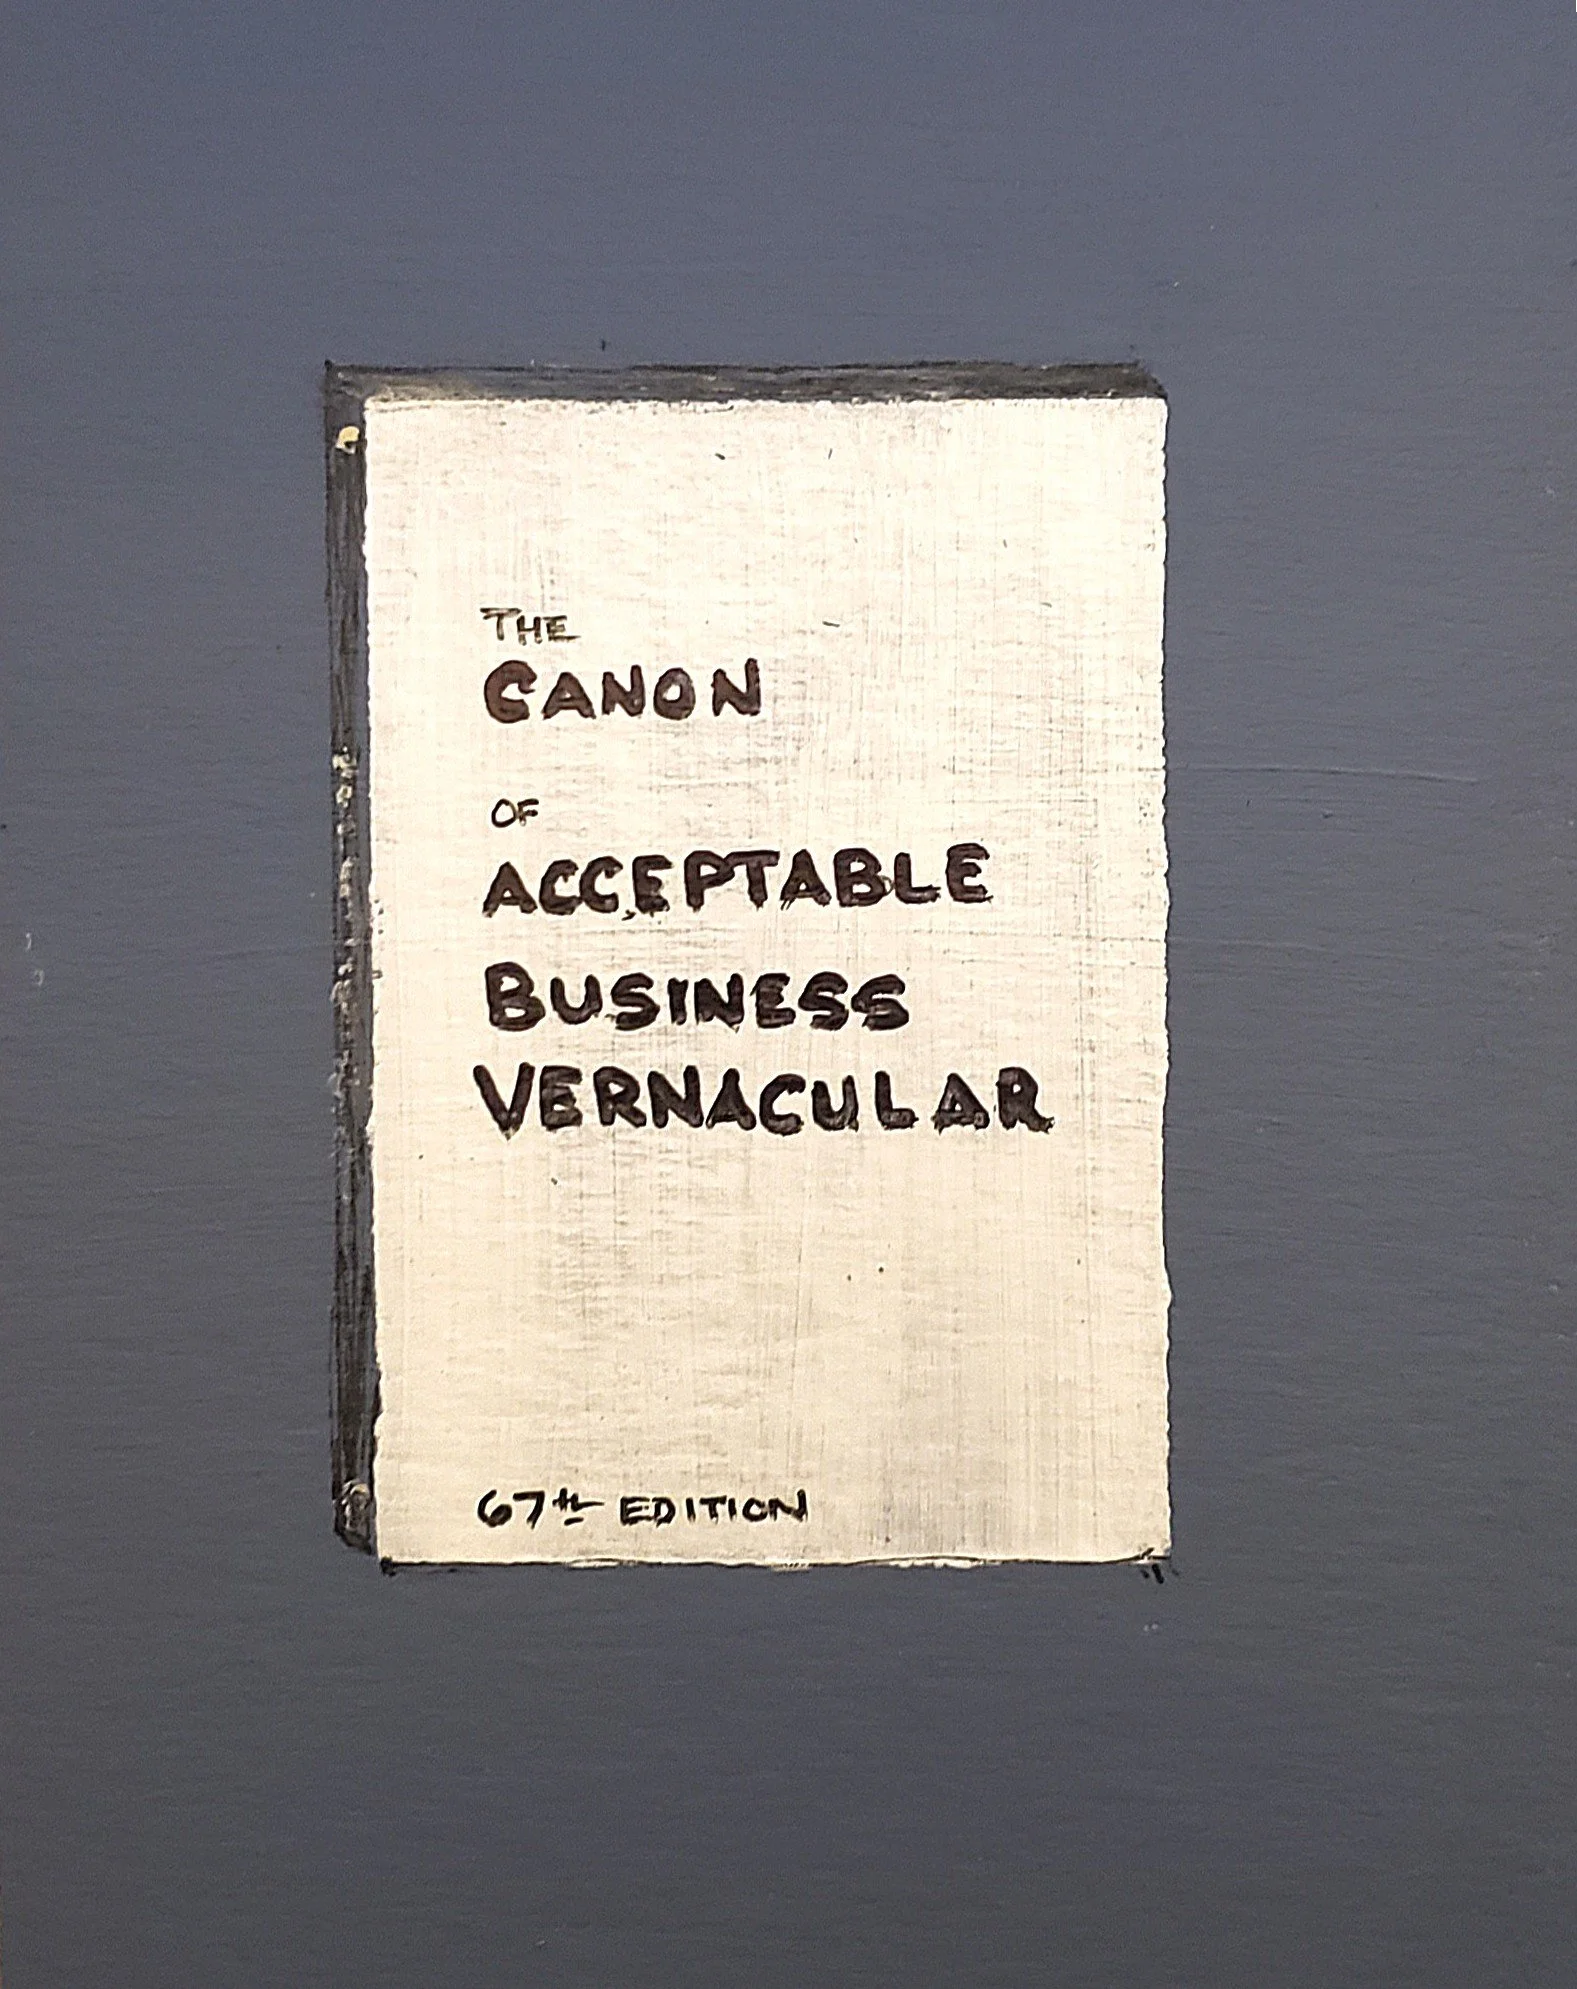 THE
CANON
OF
ACCEPTABLE
BUSINESS
VERNACULAR
67th EDITION